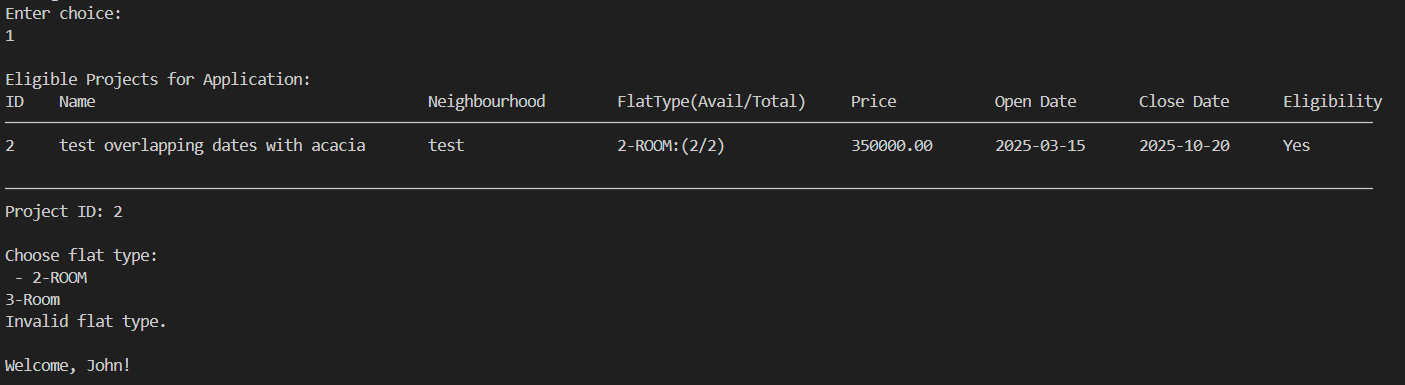 Enter choice:
1
Eligible Projects for Application:
ID Name Neighbourhood FlatType(Avail/Total) Price Open Date Close Date Eligibility
2 test overlapping dates with acacia test 2-ROOM:(2/2) 350000.00 2025-03-15 2025-10-20 Yes
Project ID: 2
Choose flat type:
- 2-ROOM
3-Room
Invalid flat type.
Welcome, John!